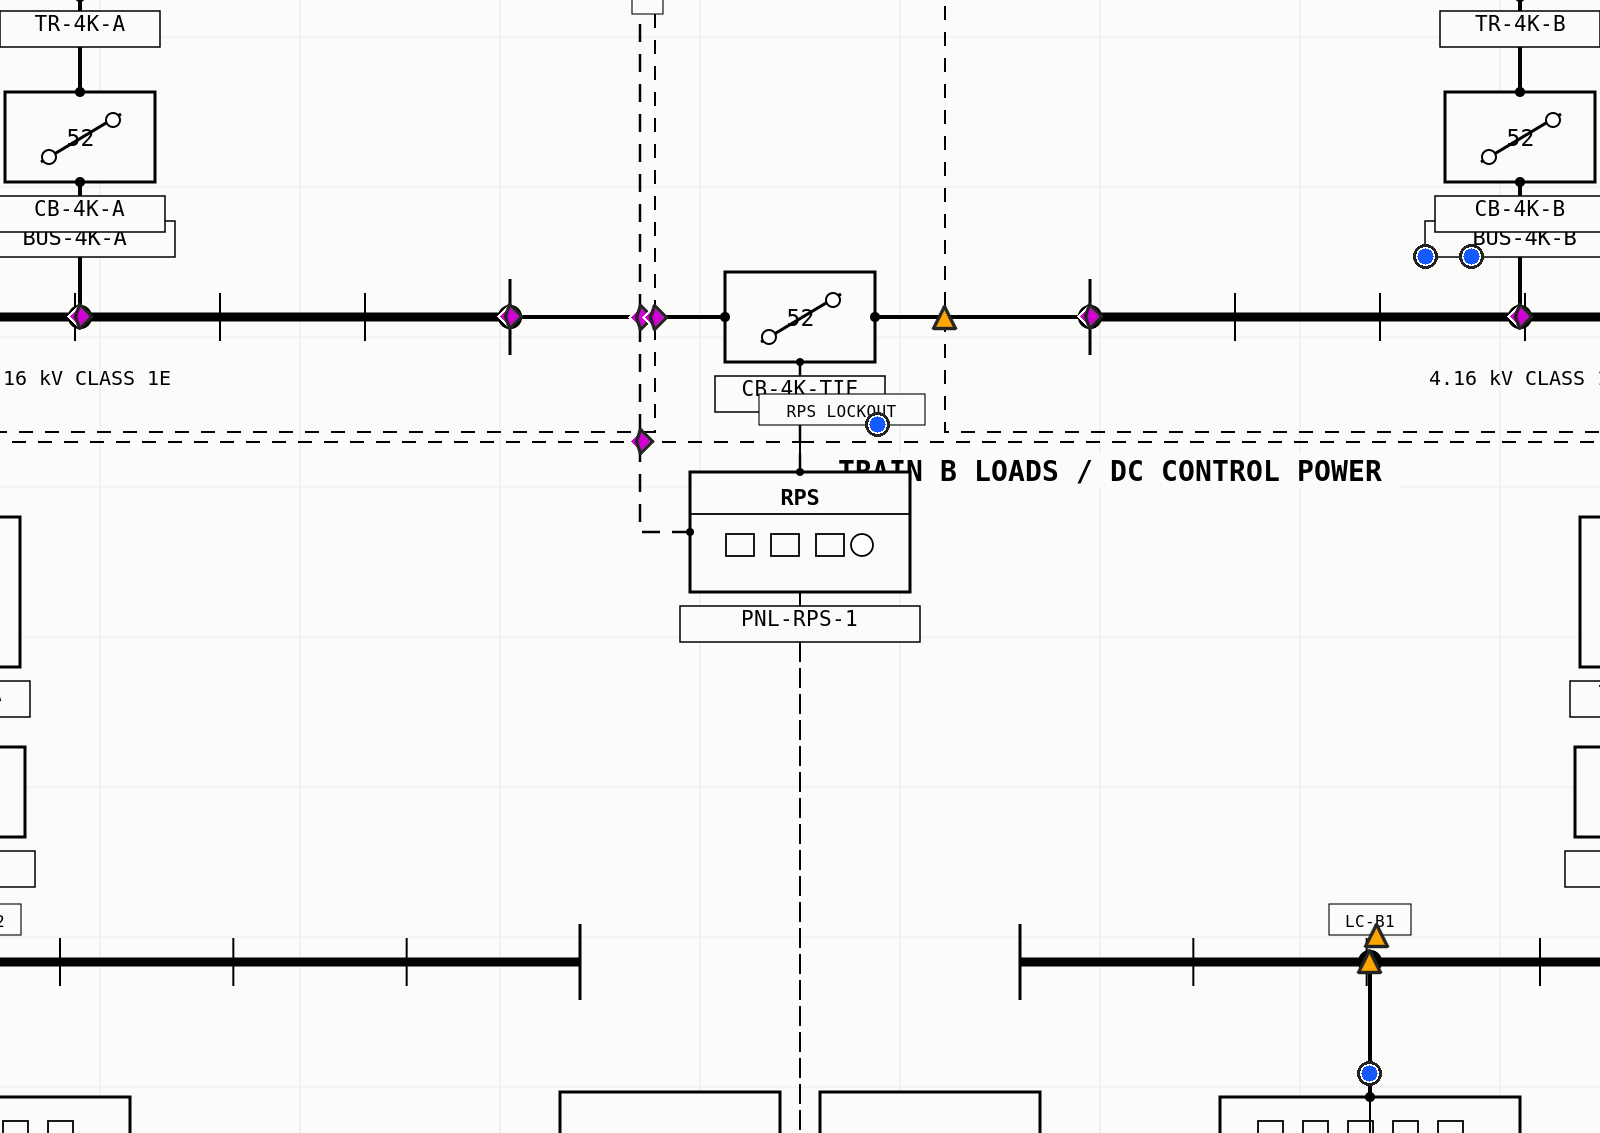 TR-4K-A
TR-4K-B
52
52
CB-4K-A
CB-4K-B
BUS-4K-A
BUS-4K-B
52
16 kV CLASS 1E
4.16 kV CLASS
CB-4K-TIE
RPS LOCKOUT
TRAIN B LOADS / DC CONTROL POWER
RPS
PNL-RPS-1
2
LC-B1